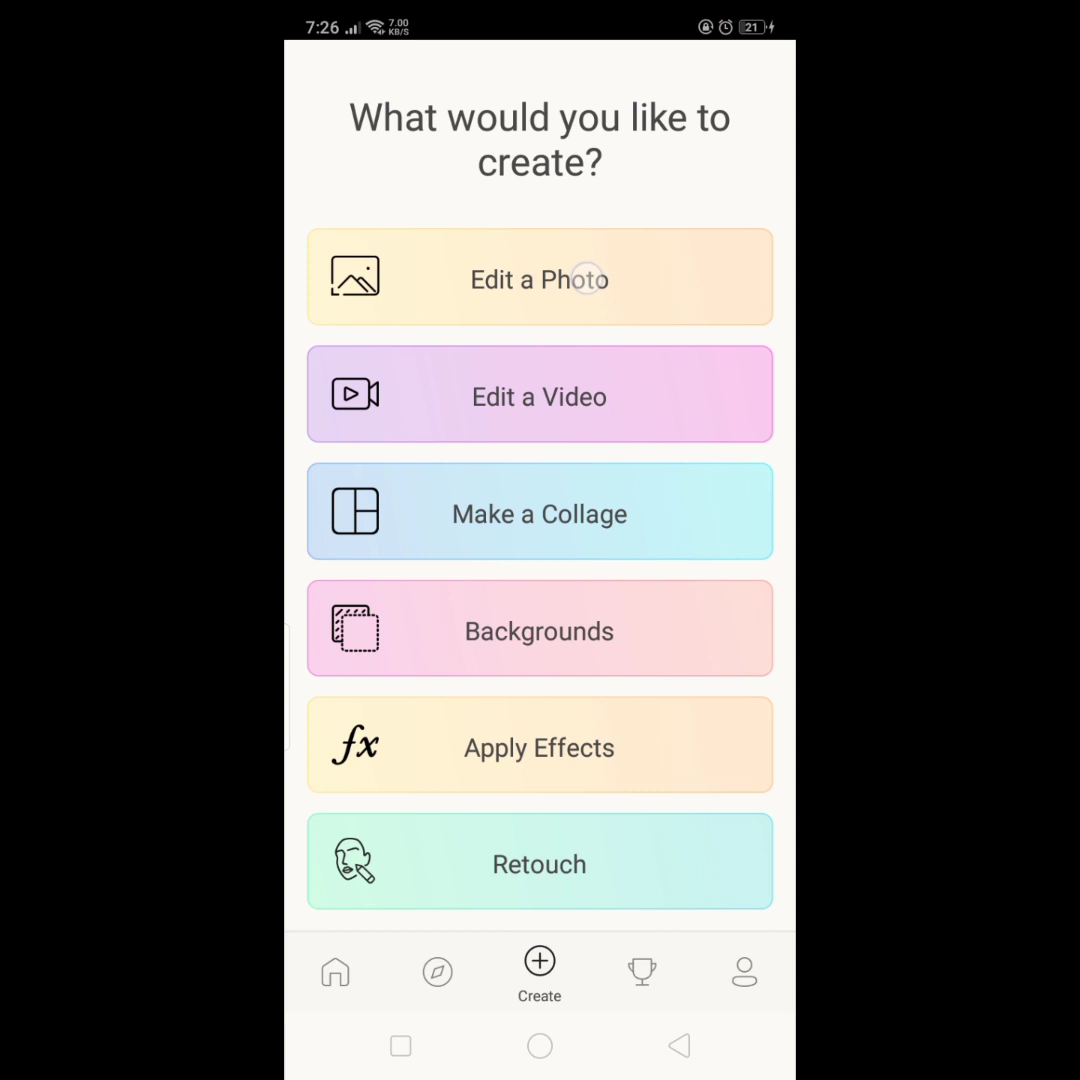 7:26 7.00 KB/S 21
What would you like to
create?
Edit a Photo
Edit a Video
Make a Collage
Backgrounds
fx Apply Effects
Retouch
Create